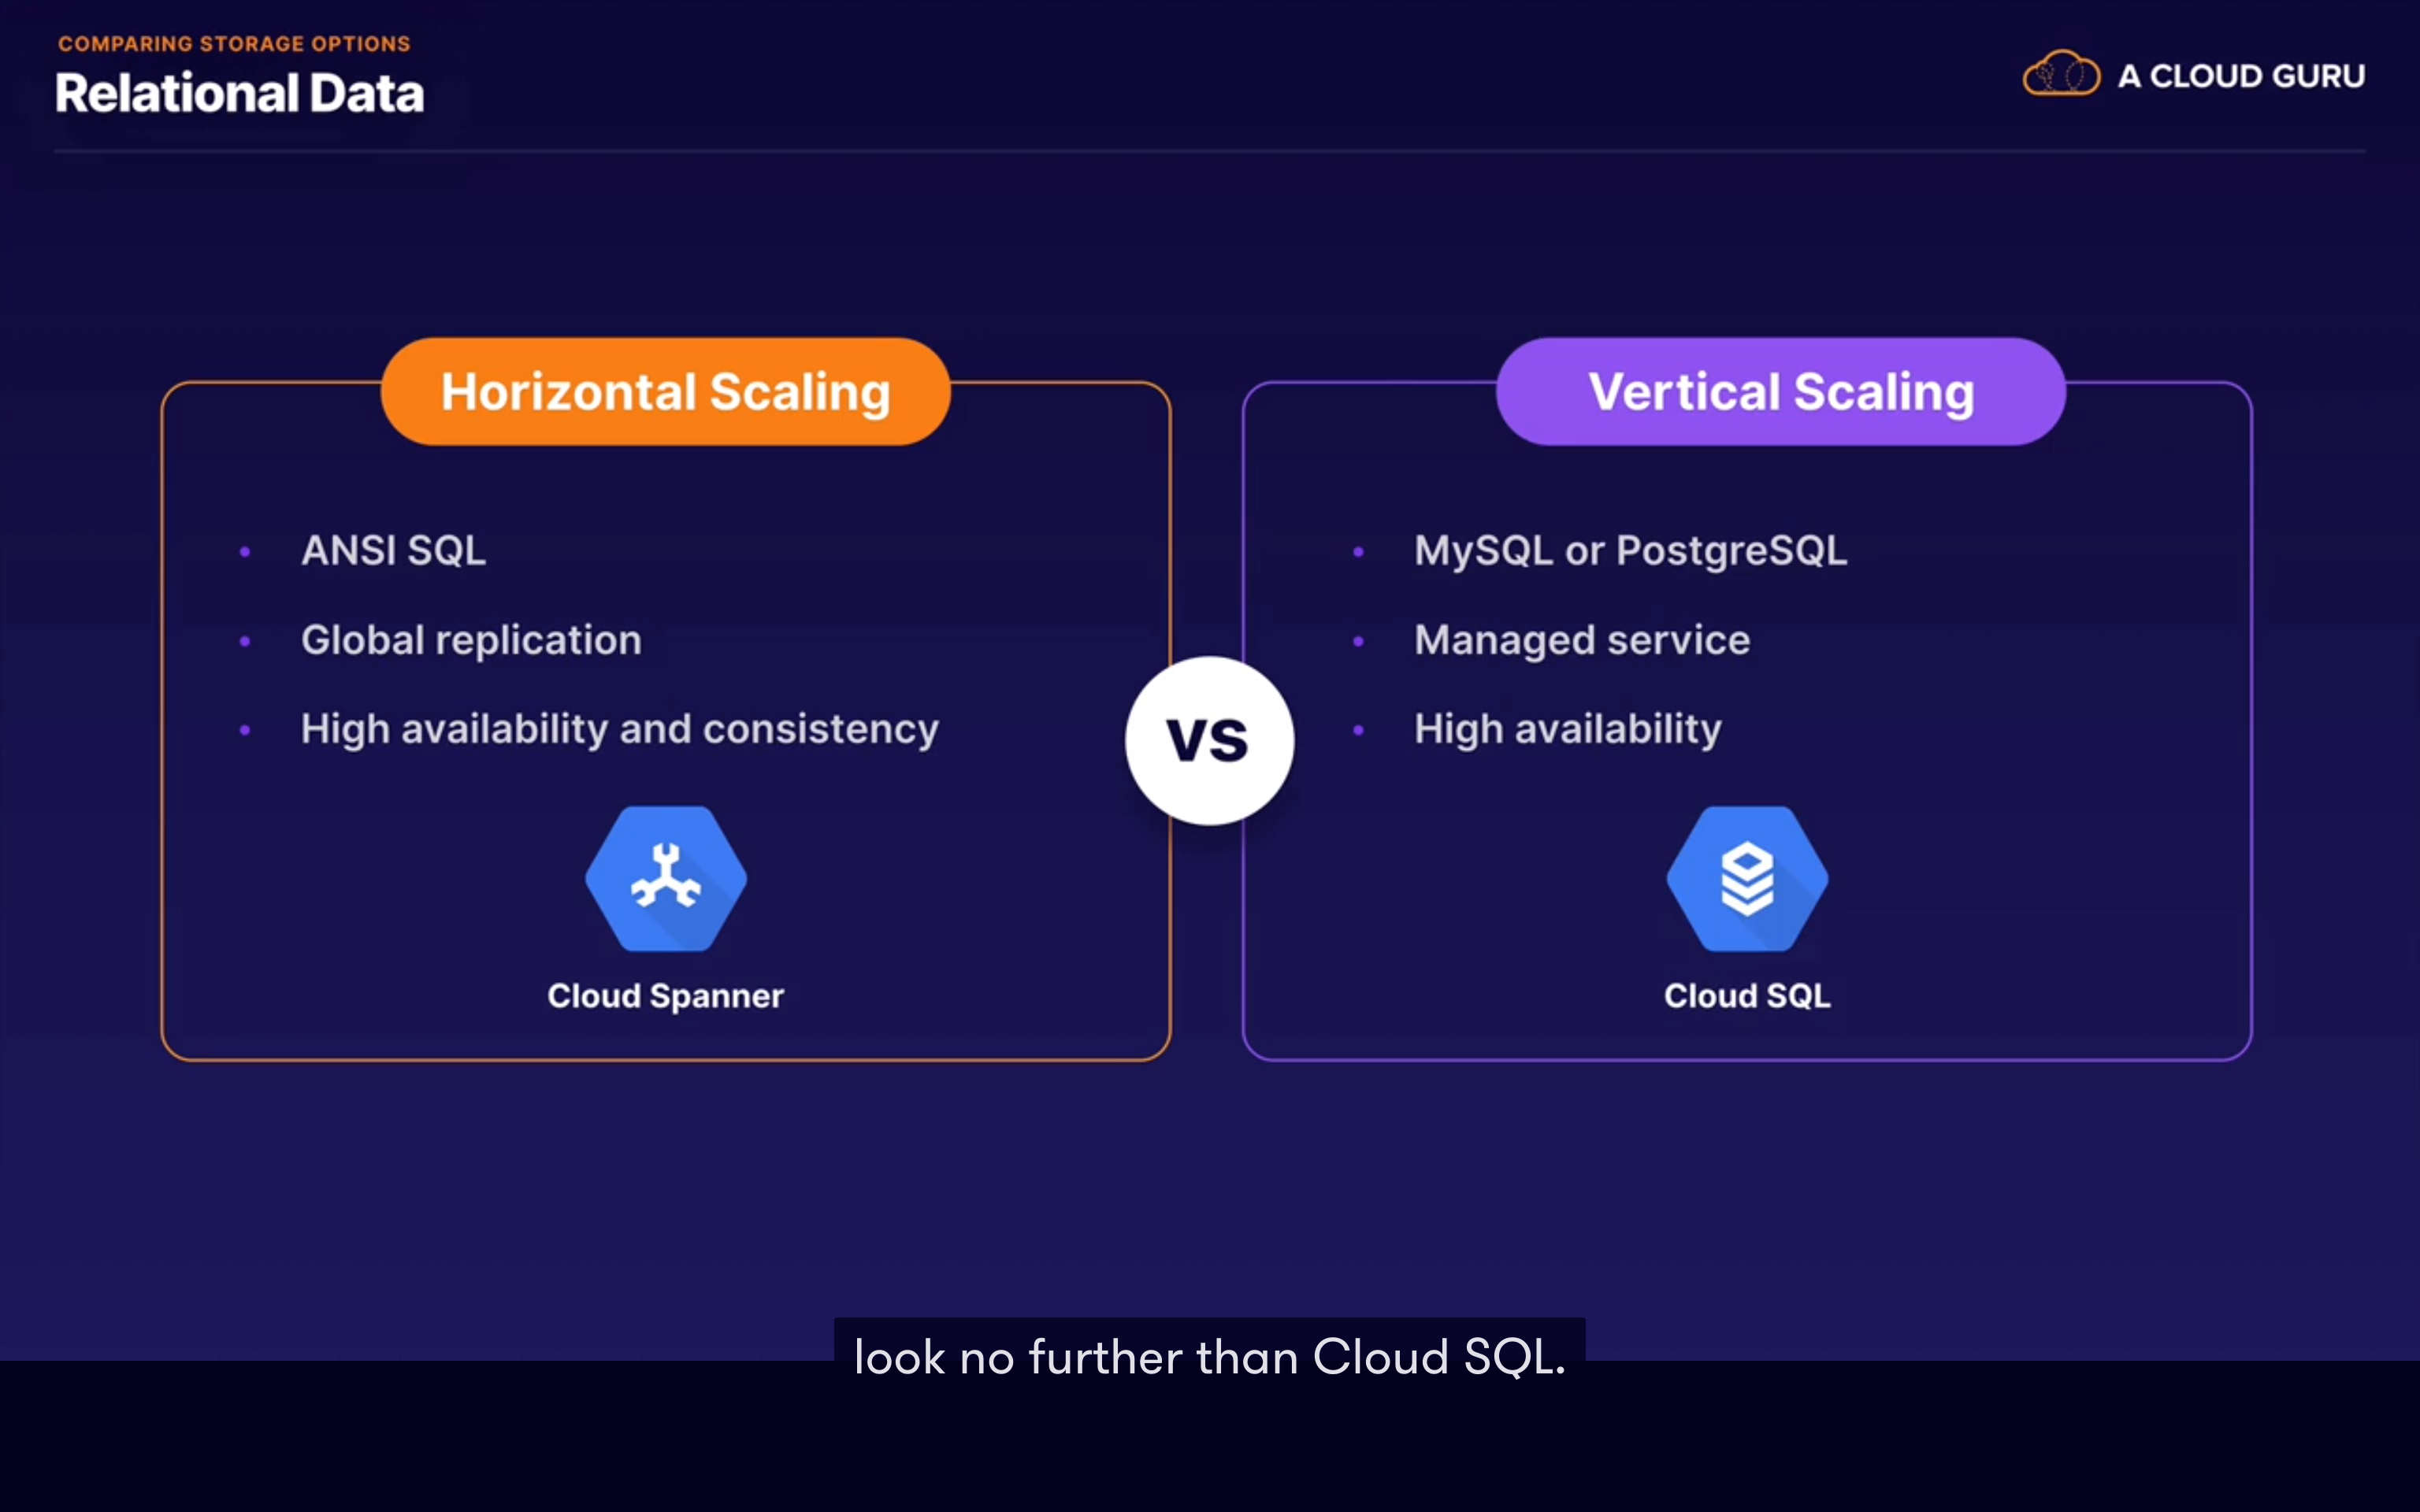 COMPARING STORAGE OPTIONS
Relational Data
A CLOUD GURU
Horizontal Scaling
• ANSI SQL
• Global replication
• High availability and consistency
Cloud Spanner
VS
Vertical Scaling
• MySQL or PostgreSQL
• Managed service
• High availability
Cloud SQL
look no further than Cloud SQL.